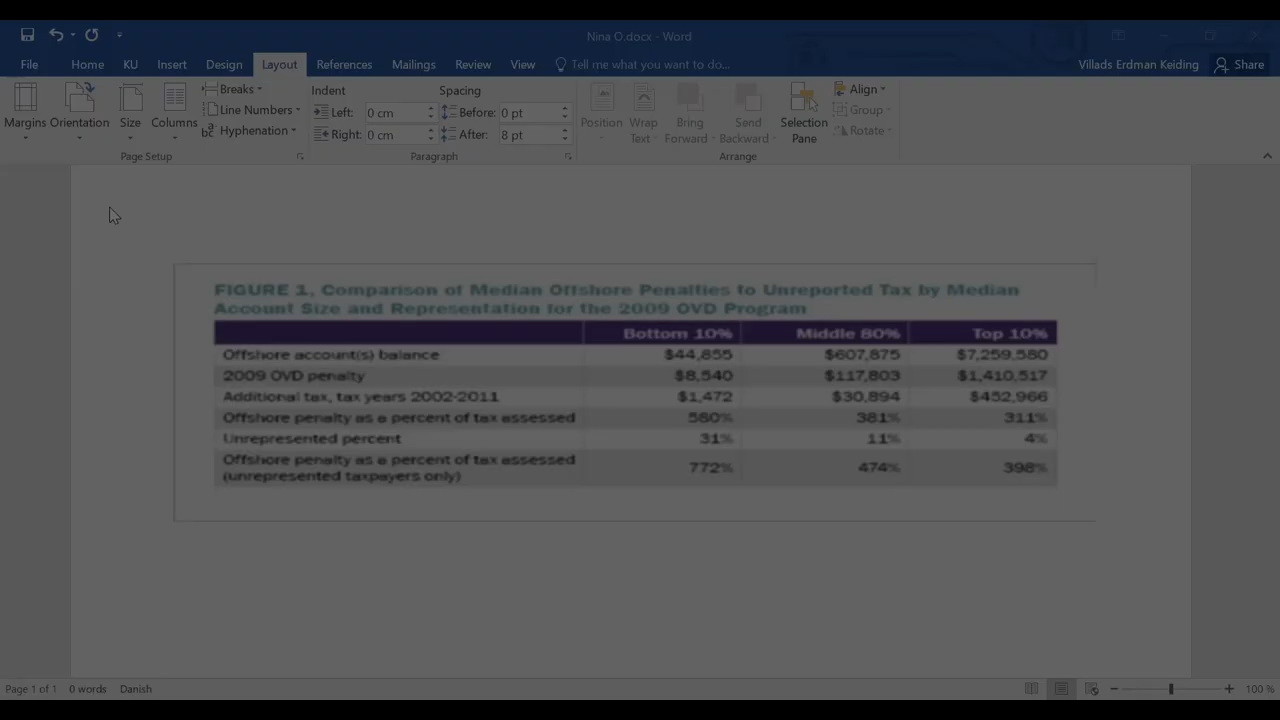 Nina O.docx - Word
File Home KU Insert Design Layout References Mailings Review View Tell me what you want to do... Villads Erdman Keiding Share
Margins Orientation Size Columns
Breaks
Line Numbers
Hyphenation
Page Setup
Indent
Left: 0 cm
Right: 0 cm
Spacing
Before: 0 pt
After: 8 pt
Paragraph
Position
Wrap
Text
Bring
Forward
Send
Backward
Selection
Pane
Align
Group
Rotate
Arrange
FIGURE 1, Comparison of Median Offshore Penalties to Unreported Tax by Median
Account Size and Representation for the 2009 OVD Program
Bottom 10% Middle 80% Top 10%
Offshore account(s) balance $44,855 $607,875 $7,259,580
2009 OVD penalty $8,540 $117,803 $1,410,517
Additional tax, tax years 2002-2011 $1,472 $30,894 $452,966
Offshore penalty as a percent of tax assessed 580% 381% 311%
Unrepresented percent 31% 11% 4%
Offshore penalty as a percent of tax assessed
(unrepresented taxpayers only) 772% 474% 398%
Page 1 of 1 0 words Danish 100 %